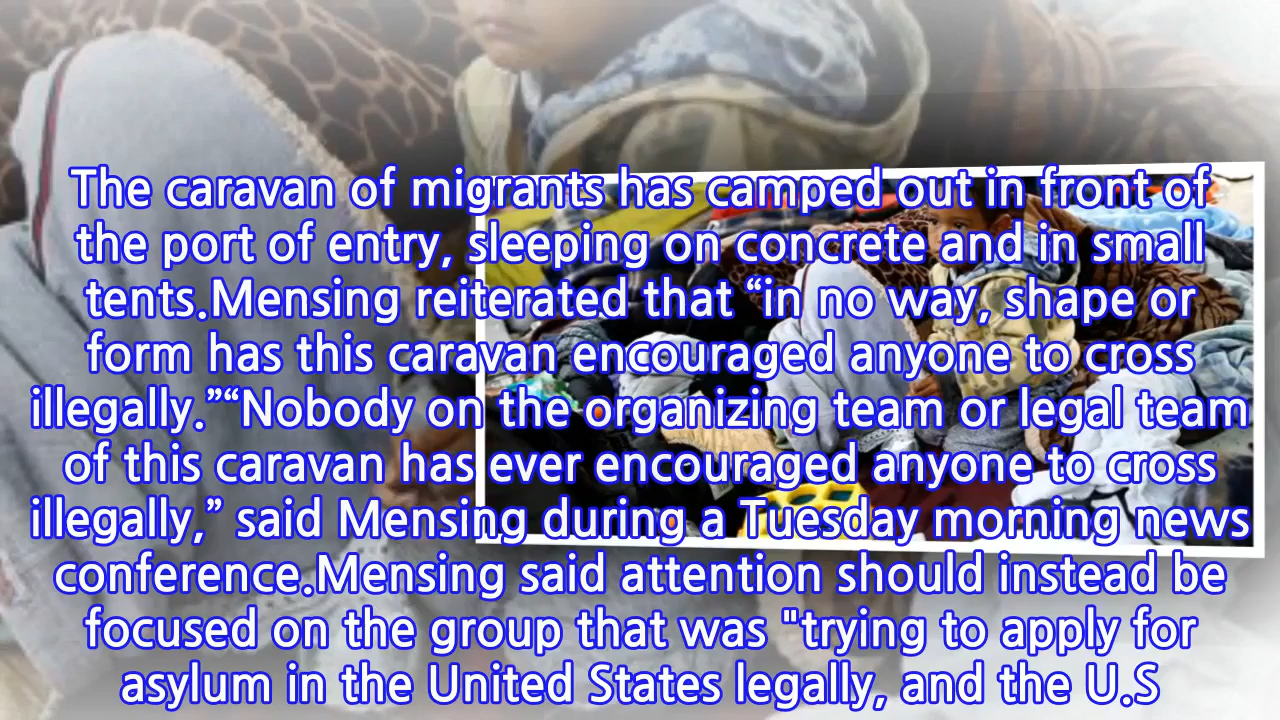 The caravan of migrants has camped out in front of
the port of entry, sleeping on concrete and in small
tents.Mensing reiterated that “in no way, shape or
form has this caravan encouraged anyone to cross
illegally.”“Nobody on the organizing team or legal team
of this caravan has ever encouraged anyone to cross
illegally,” said Mensing during a Tuesday morning news
conference.Mensing said attention should instead be
focused on the group that was "trying to apply for
asylum in the United States legally, and the U.S